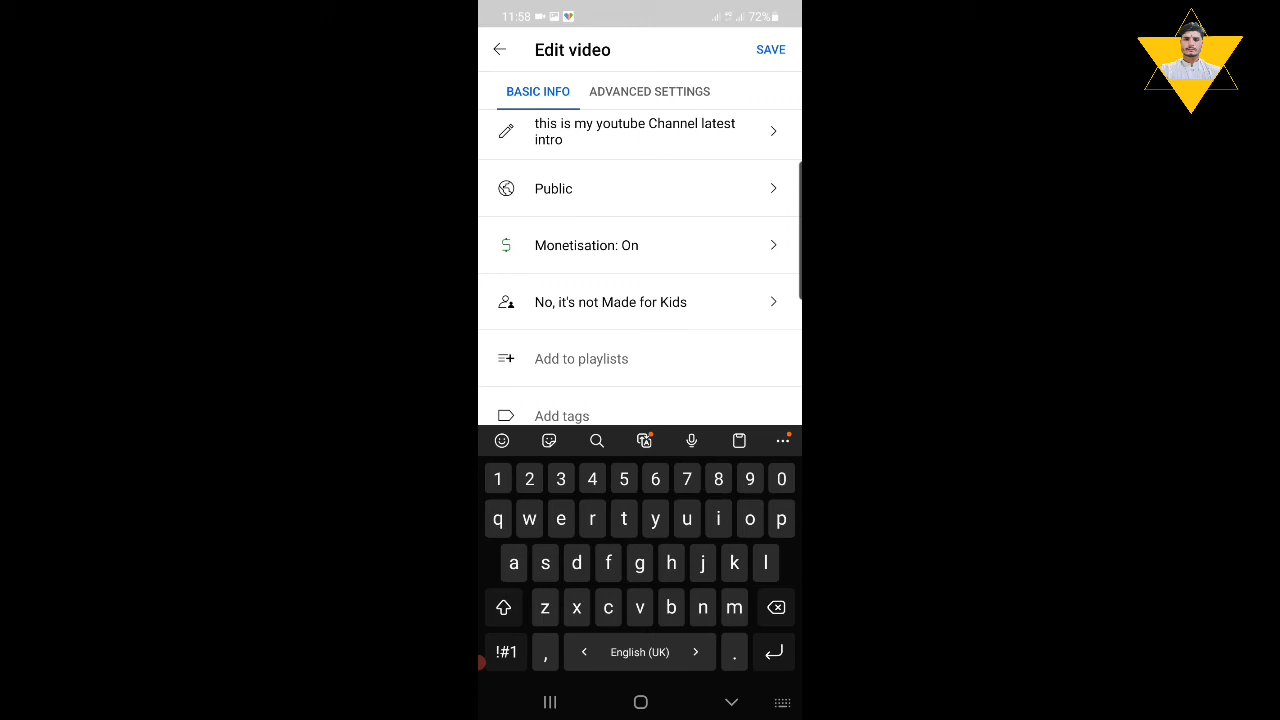 11:58 72%
Edit video SAVE
BASIC INFO ADVANCED SETTINGS
this is my youtube Channel latest
intro
Public
Monetisation: On
No, it's not Made for Kids
Add to playlists
Add tags
1 2 3 4 5 6 7 8 9 0
q w e r t y u i o p
a s d f g h j k l
z x c v b n m
!#1 , < English (UK) > .